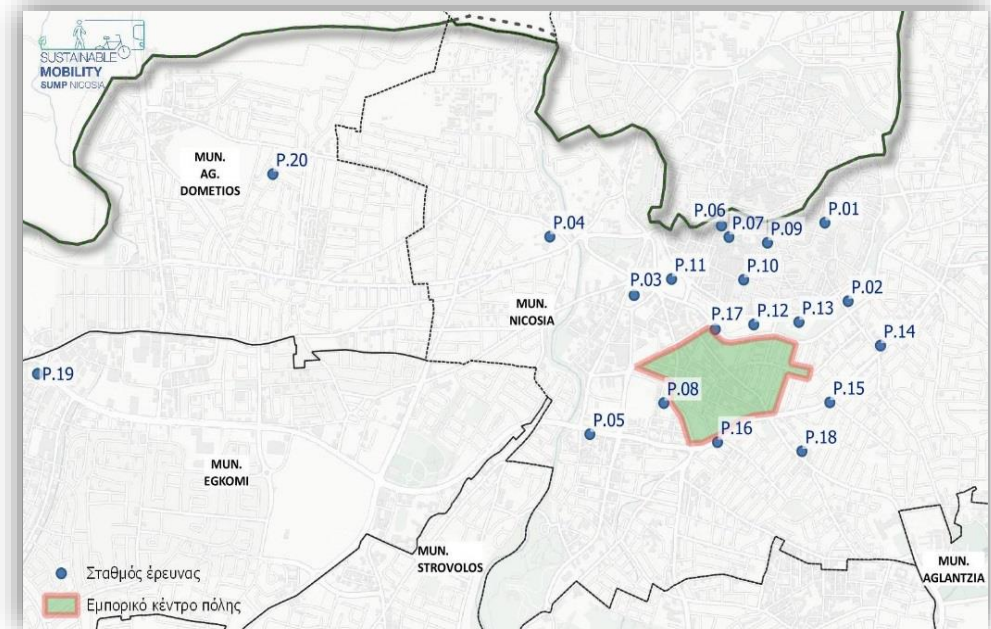 SUSTAINABLE
MOBILITY
SUMP NICOSIA
MUN.
AG.
DOMETIOS
P.20
P.04
P.06
P.07
P.09
P.01
P.11
P.10
P.03
P.02
MUN.
NICOSIA
P.17
P.12
P.13
P.14
P.19
P.08
P.15
P.05
P.16
P.18
MUN.
EGKOMI
MUN.
STROVOLOS
MUN.
AGLANTZIA
Σταθμός έρευνας
Εμπορικό κέντρο πόλης